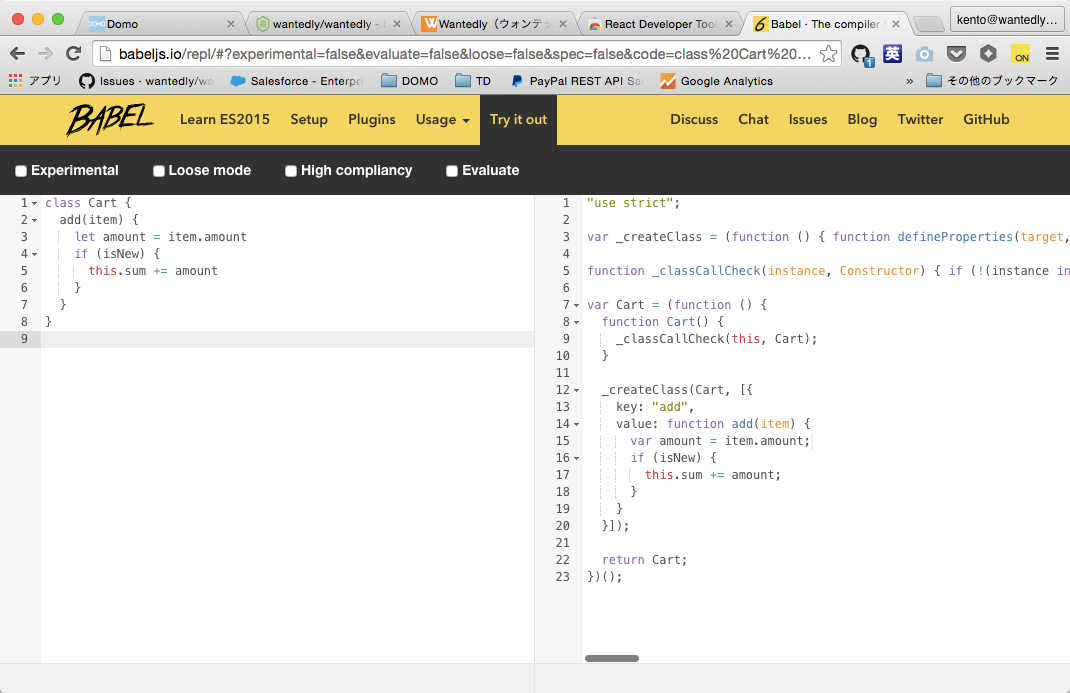 Domo
wantedly/wantedly -
Wantedly（ウォンテッ
React Developer Tool
Babel · The compiler
kento@wantedly…
babeljs.io/repl/#?experimental=false&evaluate=false&loose=false&spec=false&code=class%20Cart%20...
1
英
ON
アプリ
Issues · wantedly/wa
Salesforce - Enterpri
DOMO
TD
PayPal REST API Sa
Google Analytics
»
その他のブックマーク
BABEL
Learn ES2015
Setup
Plugins
Usage
Try it out
Discuss
Chat
Issues
Blog
Twitter
GitHub
Experimental
Loose mode
High compliancy
Evaluate
1 class Cart {
2   add(item) {
3     let amount = item.amount
4     if (isNew) {
5       this.sum += amount
6     }
7   }
8 }
9
1 "use strict";
2
3 var _createClass = (function () { function defineProperties(target,
4
5 function _classCallCheck(instance, Constructor) { if (!(instance in
6
7 var Cart = (function () {
8   function Cart() {
9     _classCallCheck(this, Cart);
10   }
11
12   _createClass(Cart, [{
13     key: "add",
14     value: function add(item) {
15       var amount = item.amount;
16       if (isNew) {
17         this.sum += amount;
18       }
19     }
20   }]);
21
22   return Cart;
23 })();